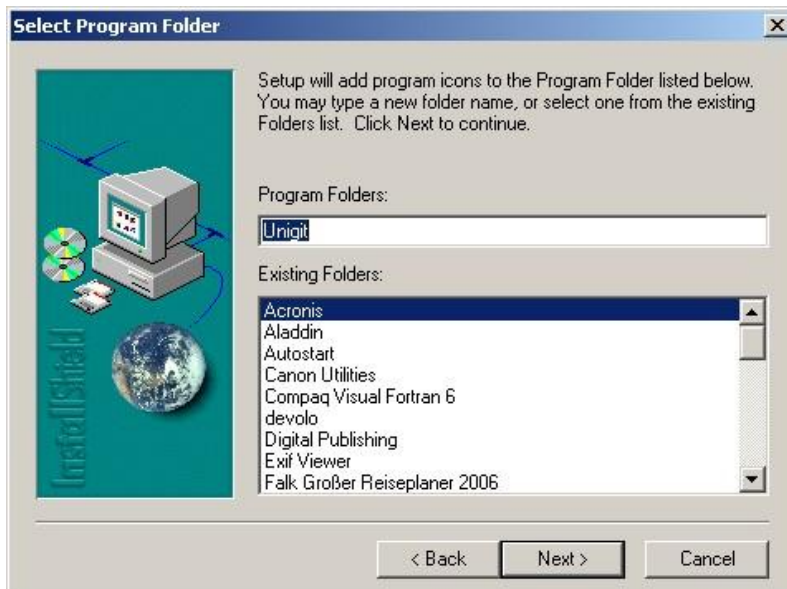 Select Program Folder
Setup will add program icons to the Program Folder listed below.
You may type a new folder name, or select one from the existing
Folders list. Click Next to continue.
Program Folders:
Unigit
Existing Folders:
Acronis
Aladdin
Autostart
Canon Utilities
Compaq Visual Fortran 6
devolo
Digital Publishing
Exif Viewer
Falk Großer Reiseplaner 2006
InstallShield
< Back
Next >
Cancel